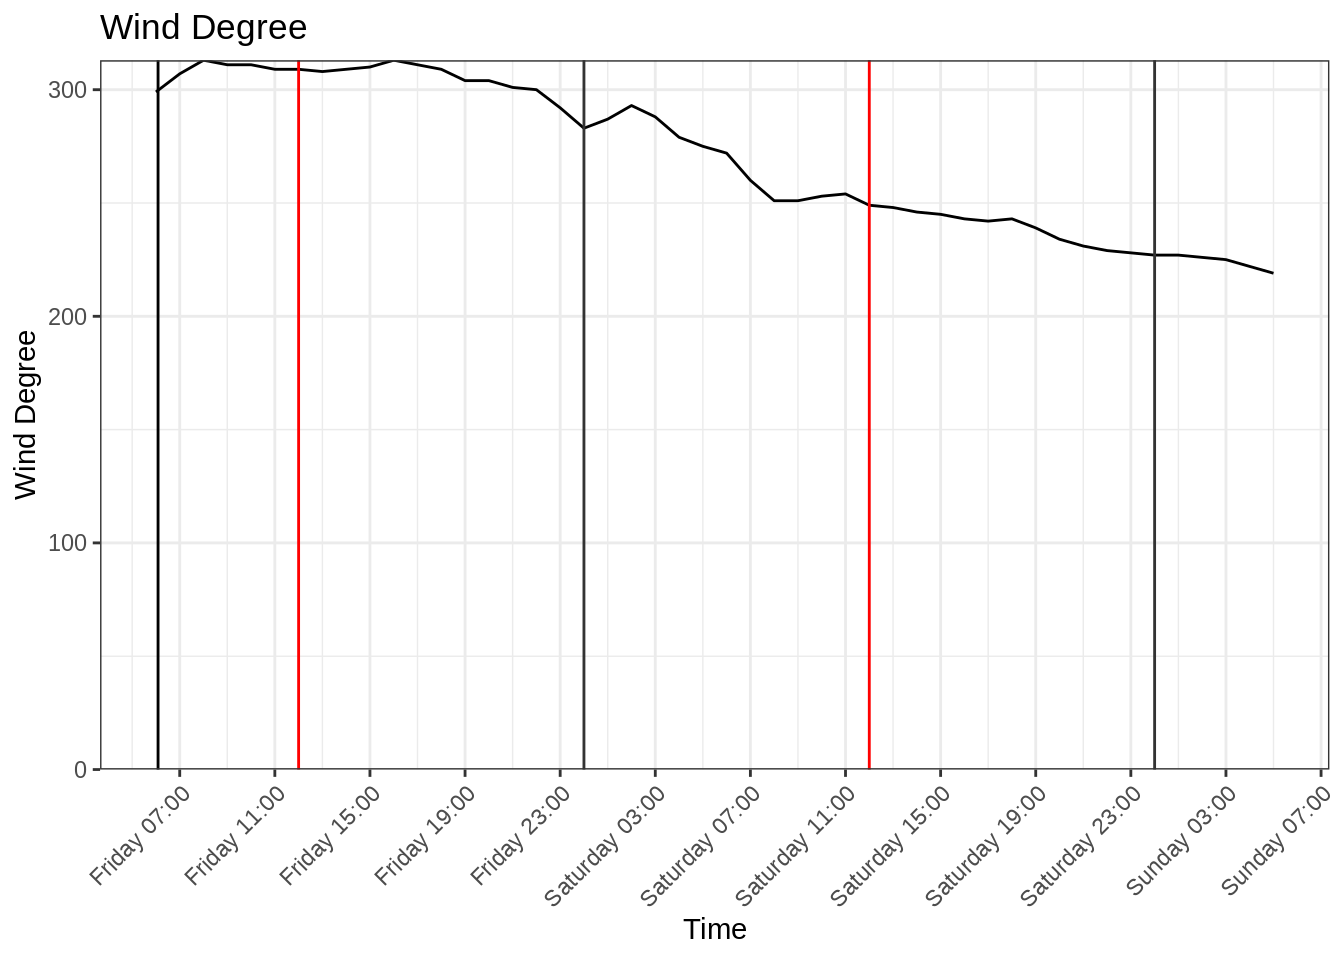 Wind Degree
Wind Degree
300
200
100
0
Friday 07:00
Friday 11:00
Friday 15:00
Friday 19:00
Friday 23:00
Saturday 03:00
Saturday 07:00
Saturday 11:00
Saturday 15:00
Saturday 19:00
Saturday 23:00
Sunday 03:00
Sunday 07:00
Time